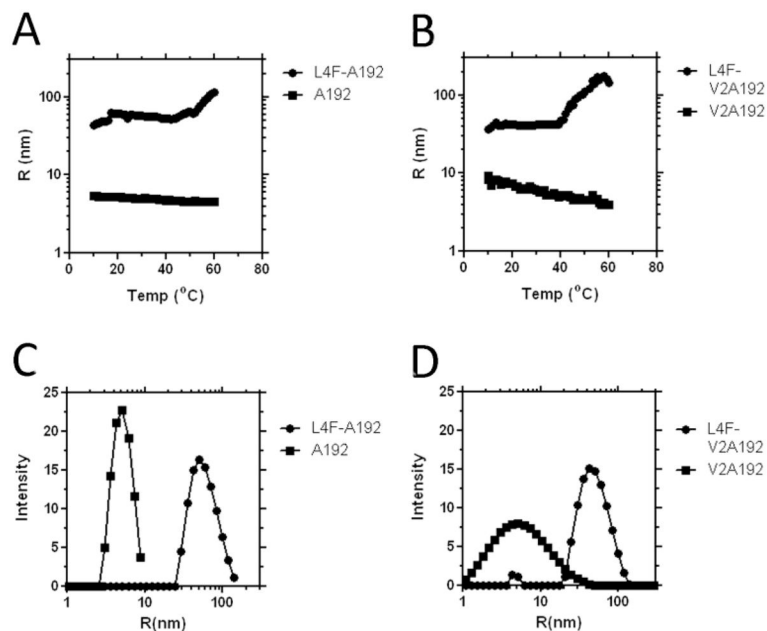 A
L4F-A192
A192
R (nm)
100
10
1
0 20 40 60 80
Temp (°C)
B
L4F-
V2A192
V2A192
R (nm)
100
10
1
0 20 40 60 80
Temp (°C)
C
L4F-A192
A192
Intensity
25
20
15
10
5
0
1 10 100
R(nm)
D
L4F-
V2A192
V2A192
Intensity
25
20
15
10
5
0
1 10 100
R(nm)